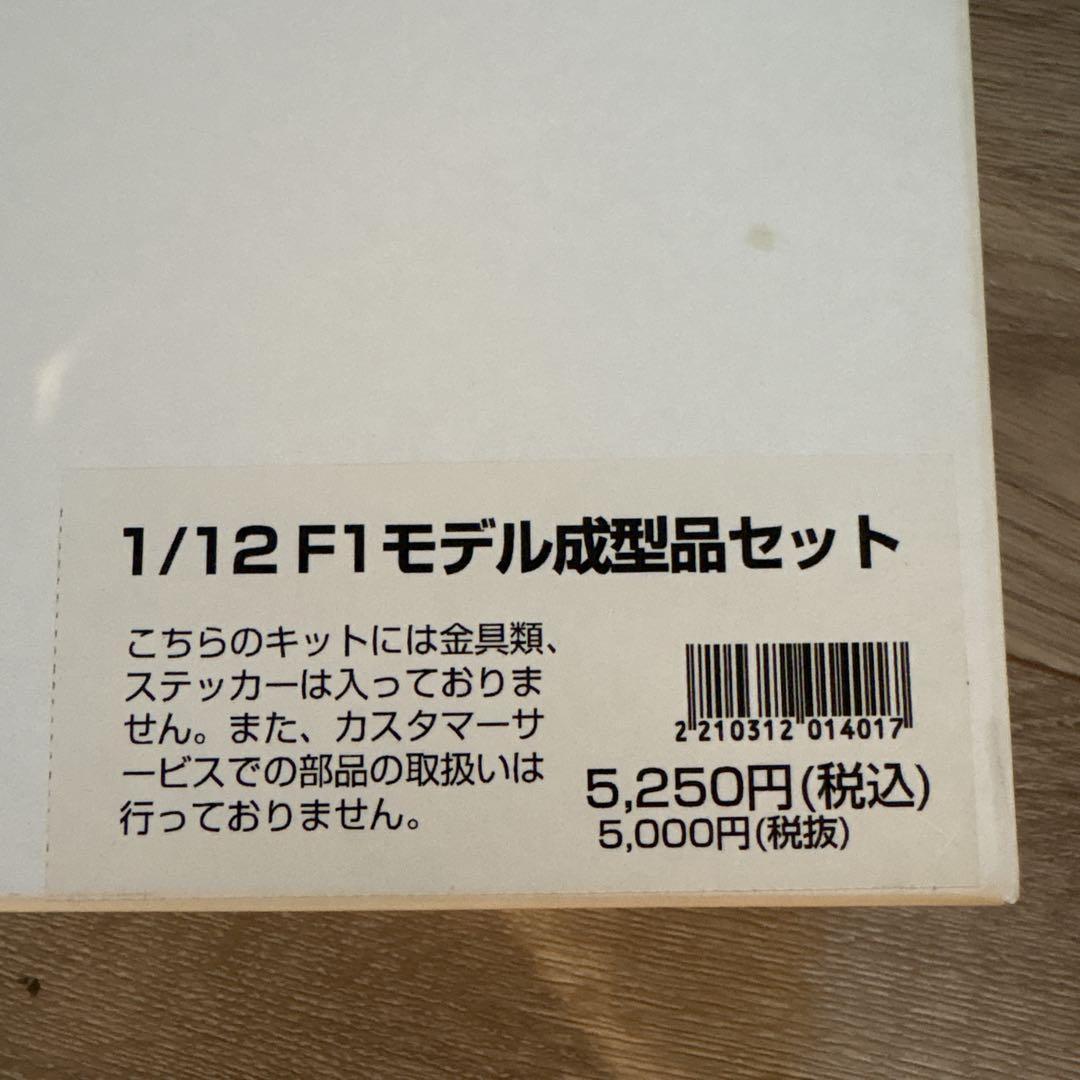 1/12 F1モデル成型品セット
こちらのキットには金具類、
ステッカーは入っておりま
せん。また、カスタマーサ
ービスでの部品の取扱いは
行っておりません。
2 210312 014017
5,250円(税込)
5,000円(税抜)